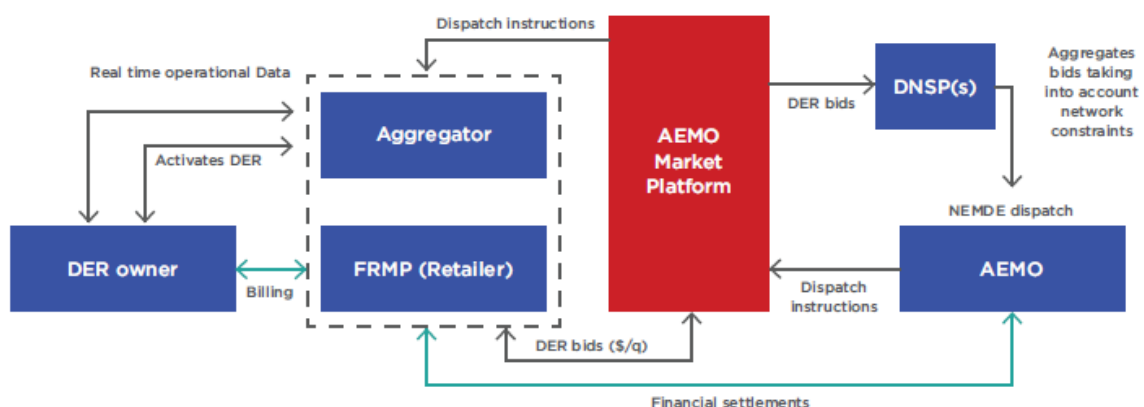 Dispatch instructions
Real time operational Data
Aggregator
Activates DER
DER owner
Billing
FRMP (Retailer)
DER bids ($/q)
AEMO
Market
Platform
DER bids
DNSP(s)
Aggregates
bids taking
into account
network
constraints
NEMDE dispatch
AEMO
Dispatch
instructions
Financial settlements